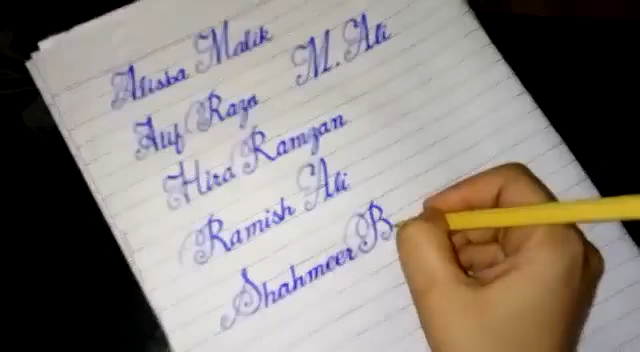 Alisba Malik
M. Ali
Atif Raza
Hira Ramzan
Ramish Ali
Shahmeer B